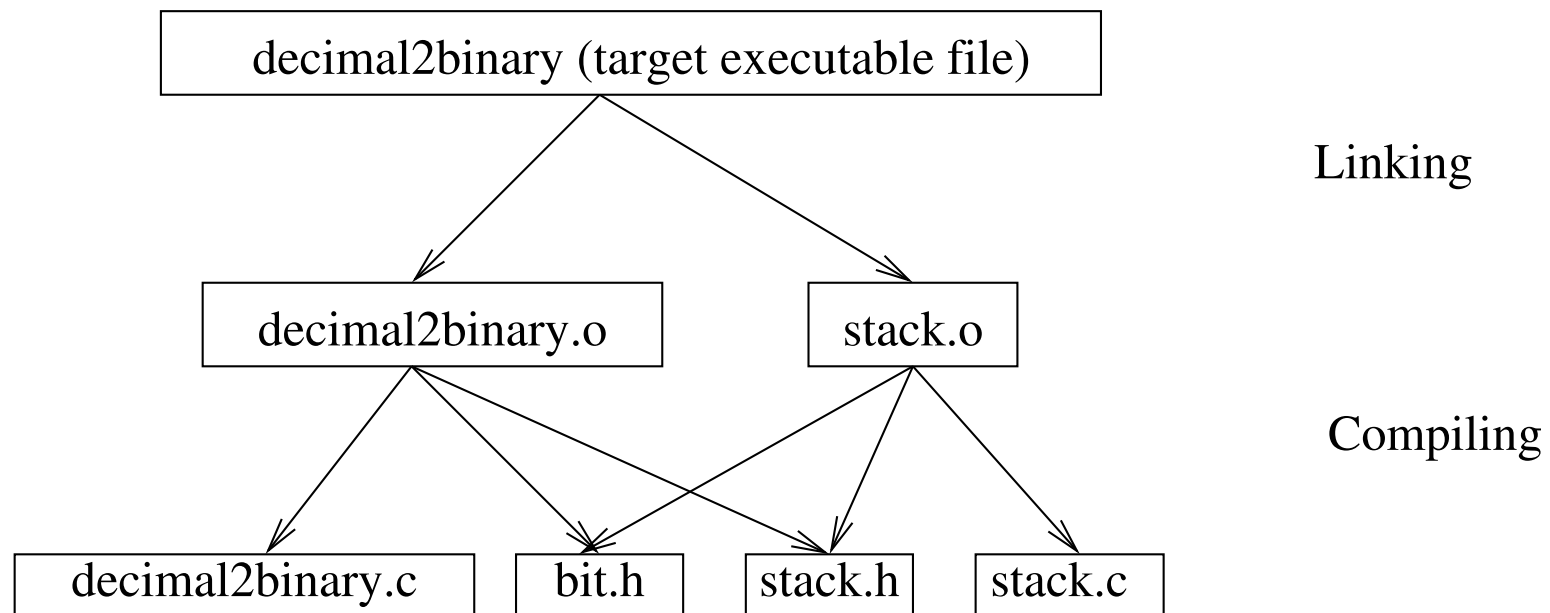 decimal2binary (target executable file)
Linking
decimal2binary.o
stack.o
Compiling
decimal2binary.c
bit.h
stack.h
stack.c